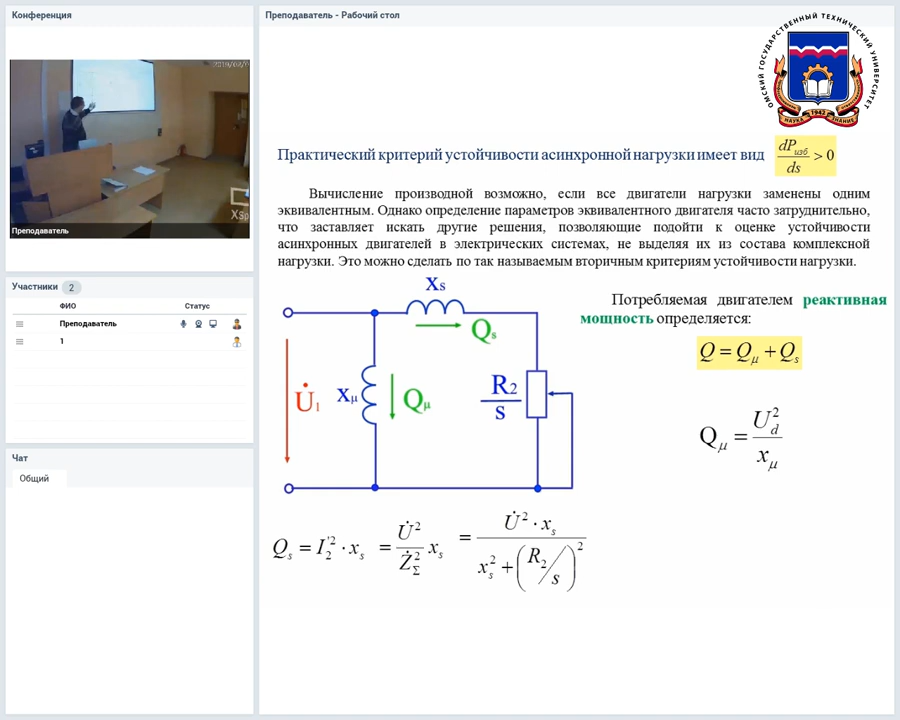 Конференция
Преподаватель
Участники 2
ФИО Статус
Преподаватель
1
Чат
Общий
Преподаватель - Рабочий стол
ОМСКИЙ ГОСУДАРСТВЕННЫЙ ТЕХНИЧЕСКИЙ УНИВЕРСИТЕТ
НАУКА 1942 ЗНАНИЕ
Практический критерий устойчивости асинхронной нагрузки имеет вид dPизб/ds > 0
Вычисление производной возможно, если все двигатели нагрузки заменены одним
эквивалентным. Однако определение параметров эквивалентного двигателя часто затруднительно,
что заставляет искать другие решения, позволяющие подойти к оценке устойчивости
асинхронных двигателей в электрических системах, не выделяя их из состава комплексной
нагрузки. Это можно сделать по так называемым вторичным критериям устойчивости нагрузки.
Xs
Qs
U̇1
Xμ
Qμ
R2/s
Потребляемая двигателем реактивная
мощность определяется:
Q = Qμ + Qs
Qμ = U²d/xμ
Qs = I'2² · xs = U̇²/Ż²Σ xs = U̇² · xs/xs² + (R2/s)²